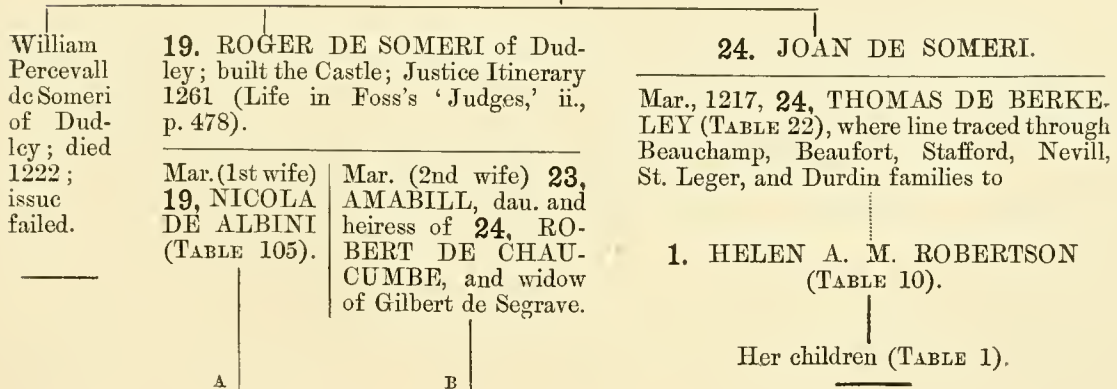 William
Percevall
de Someri
of Dud-
ley; died
1222;
issue
failed.
19. ROGER DE SOMERI of Dud-
ley; built the Castle; Justice Itinerary
1261 (Life in Foss's 'Judges,' ii.,
p. 478).
Mar. (1st wife)
19, NICOLA
DE ALBINI
(TABLE 105).
A
Mar. (2nd wife) 23,
AMABILL, dau. and
heiress of 24, RO-
BERT DE CHAU-
CUMBE, and widow
of Gilbert de Segrave.
B
24. JOAN DE SOMERI.
Mar., 1217, 24, THOMAS DE BERKE-
LEY (TABLE 22), where line traced through
Beauchamp, Beaufort, Stafford, Nevill,
St. Leger, and Durdin families to
1. HELEN A. M. ROBERTSON
(TABLE 10).
Her children (TABLE 1).